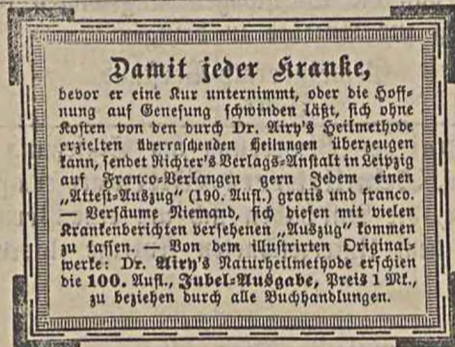 Damit jeder Kranke,
bevor er eine Kur unternimmt, oder die Hoff-
nung auf Genesung schwinden läßt, sich ohne
Kosten von den durch Dr. Airy's Heilmethode
erzielten überraschenden Heilungen überzeugen
kann, sendet Richter's Verlags-Anstalt in Leipzig
auf Franco-Verlangen gern Jedem einen
„Attest-Auszug“ (190. Aufl.) gratis und franco.
— Versäume Niemand, sich diesen mit vielen
Krankenberichten versehenen „Auszug“ kommen
zu lassen. — Von dem illustrirten Original-
werke: Dr. Airy's Naturheilmethode erschien
die 100. Aufl., Jubel-Ausgabe, Preis 1 Mk.,
zu beziehen durch alle Buchhandlungen.